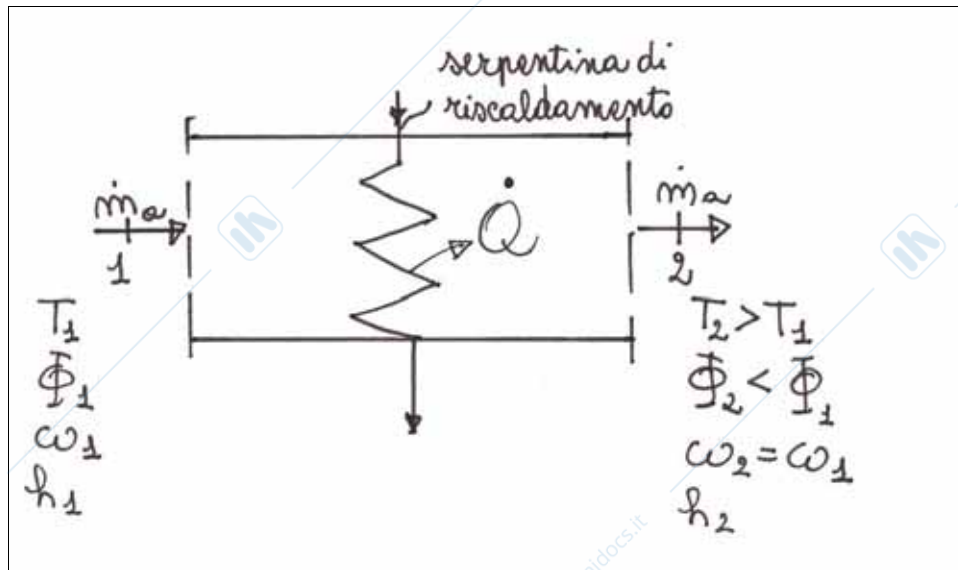 serpentina di
riscaldamento
ṁa
1
Q̇
ṁa
2
T1
Φ1
ω1
h1
T2 > T1
Φ2 < Φ1
ω2 = ω1
h2